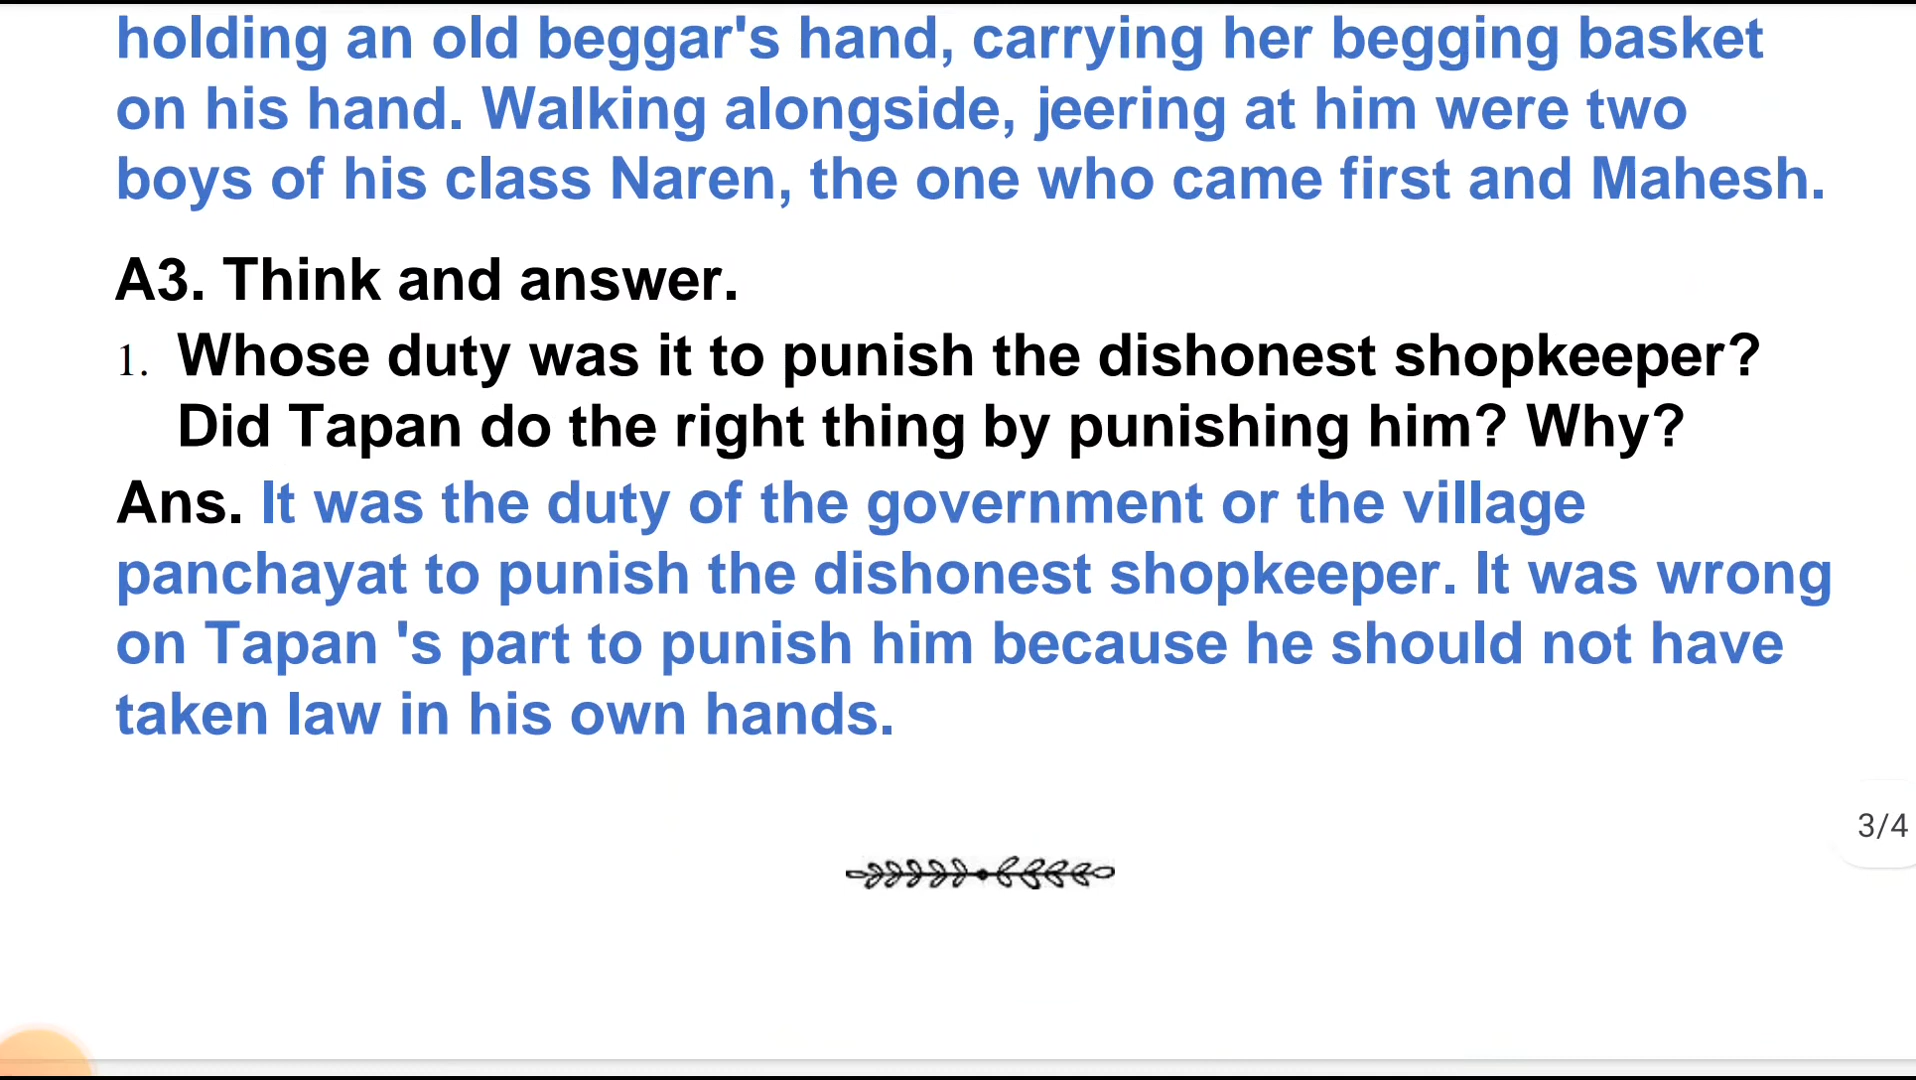 holding an old beggar's hand, carrying her begging basket
on his hand. Walking alongside, jeering at him were two
boys of his class Naren, the one who came first and Mahesh.
A3. Think and answer.
1. Whose duty was it to punish the dishonest shopkeeper?
Did Tapan do the right thing by punishing him? Why?
Ans. It was the duty of the government or the village
panchayat to punish the dishonest shopkeeper. It was wrong
on Tapan 's part to punish him because he should not have
taken law in his own hands.
3/4